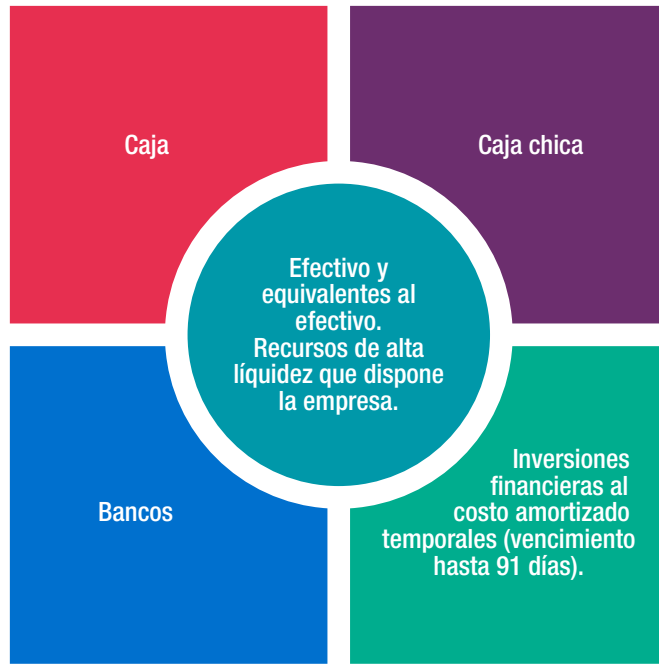 Caja
Caja chica
Efectivo y
equivalentes al
efectivo.
Recursos de alta
líquidez que dispone
la empresa.
Bancos
Inversiones
financieras al
costo amortizado
temporales (vencimiento
hasta 91 días).